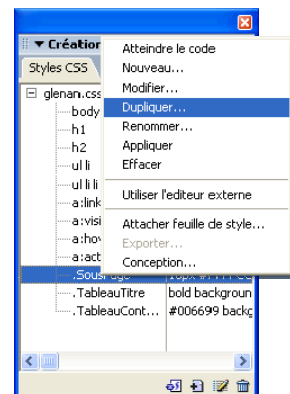 Création
Styles CSS
glenan.css
body
h1
h2
ul li
ul li li
a:link
a:visi
a:hov
a:act
.SousPage
.TableauTitre bold backgroun
.TableauCont... #006699 backg
Atteindre le code
Nouveau...
Modifier...
Dupliquer...
Renommer...
Appliquer
Effacer
Utiliser l'editeur externe
Attacher feuille de style...
Exporter...
Conception...